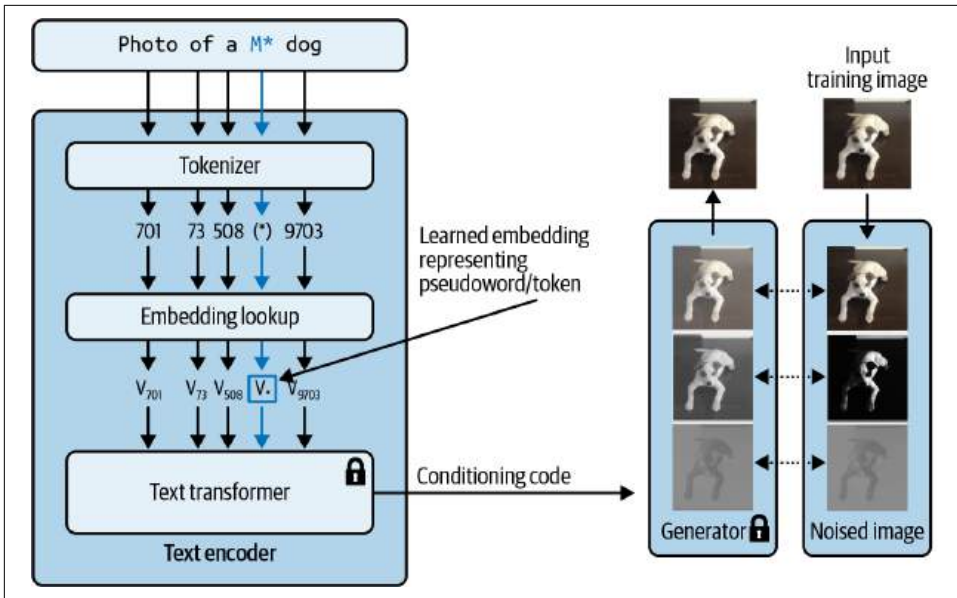 Photo of a M* dog
Tokenizer
701 73 508 (*) 9703
Embedding lookup
V701 V73 V508 V* V9703
Text transformer
Text encoder
Learned embedding
representing
pseudoword/token
Conditioning code
Input
training image
Generator
Noised image